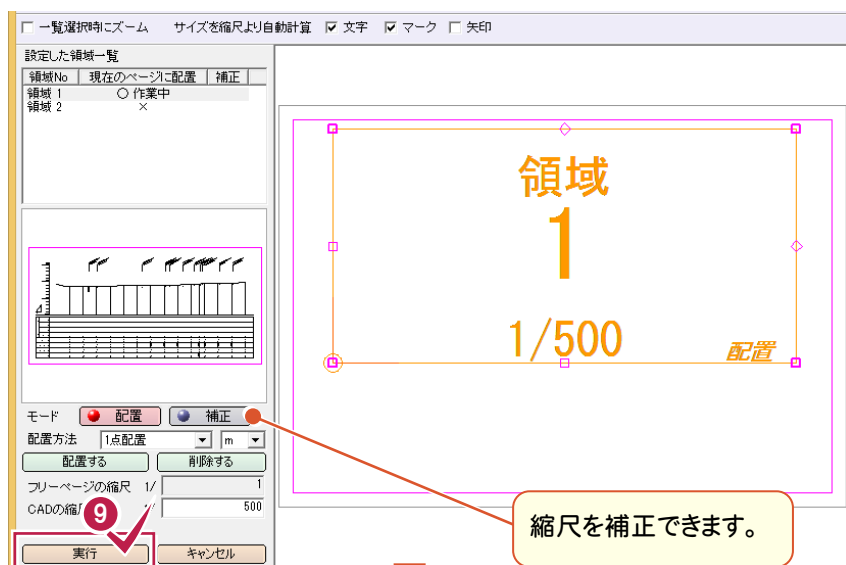 一覧選択時にズーム サイズを縮尺より自動計算 文字 マーク 矢印
設定した領域一覧
領域No 現在のページに配置 補正
領域 1 ○ 作業中
領域 2 ×
領域
1
1/500
配置
モード 配置 補正
配置方法 1点配置 m
配置する 削除する
フリーページの縮尺 1/ 1
CADの縮 500
9
実行 キャンセル
縮尺を補正できます。